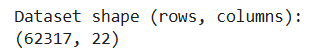 Dataset shape (rows, columns):
(62317, 22)